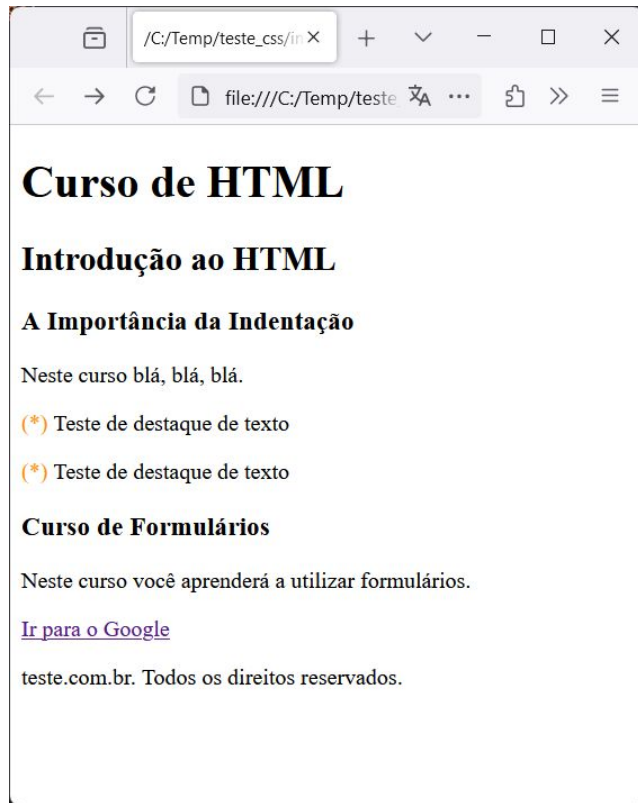 /C:/Temp/teste_css/in
file:///C:/Temp/teste
Curso de HTML
Introdução ao HTML
A Importância da Indentação
Neste curso blá, blá, blá.
(*) Teste de destaque de texto
(*) Teste de destaque de texto
Curso de Formulários
Neste curso você aprenderá a utilizar formulários.
Ir para o Google
teste.com.br. Todos os direitos reservados.